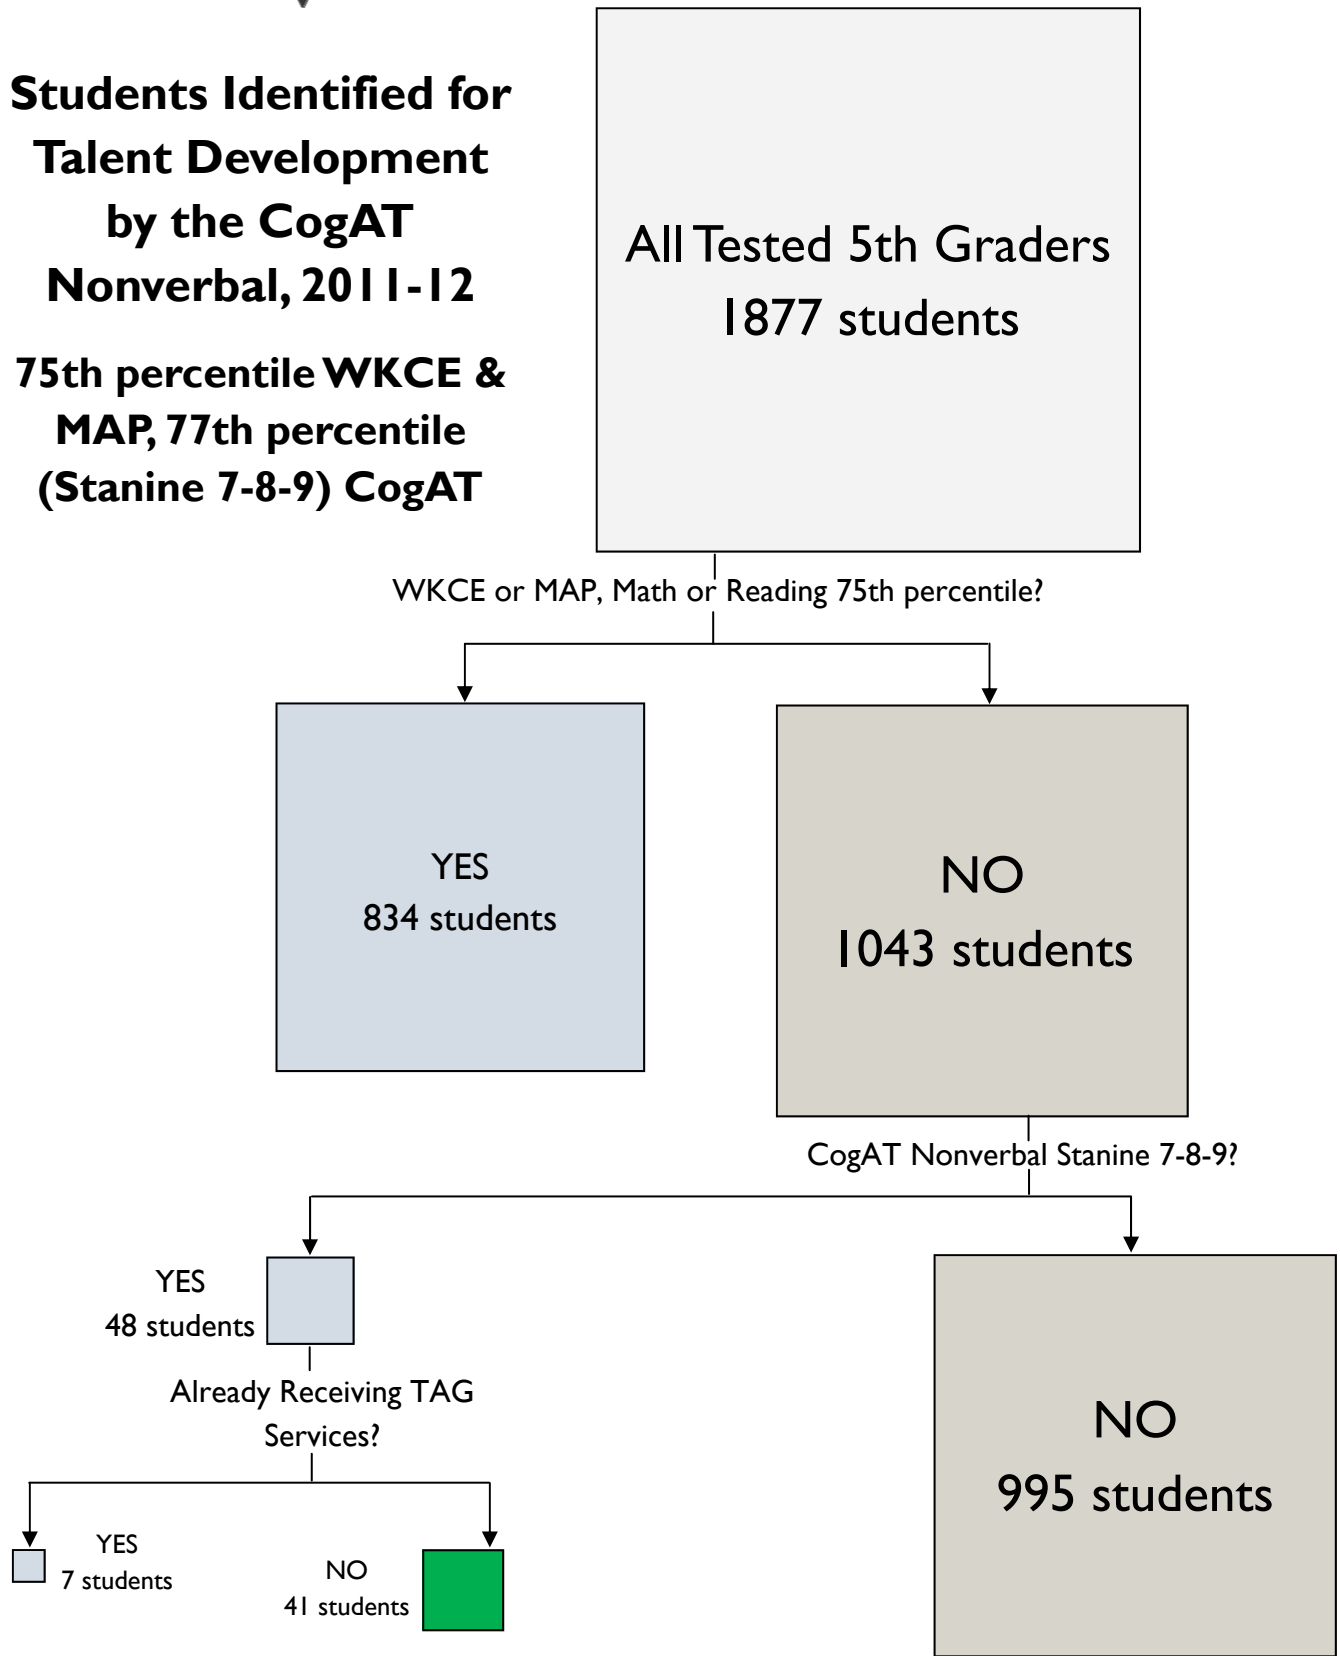 Students Identified for
Talent Development
by the CogAT
Nonverbal, 2011-12
75th percentile WKCE &
MAP, 77th percentile
(Stanine 7-8-9) CogAT
All Tested 5th Graders
1877 students
WKCE or MAP, Math or Reading 75th percentile?
YES
834 students
NO
1043 students
CogAT Nonverbal Stanine 7-8-9?
YES
48 students
Already Receiving TAG
Services?
NO
995 students
YES
7 students
NO
41 students